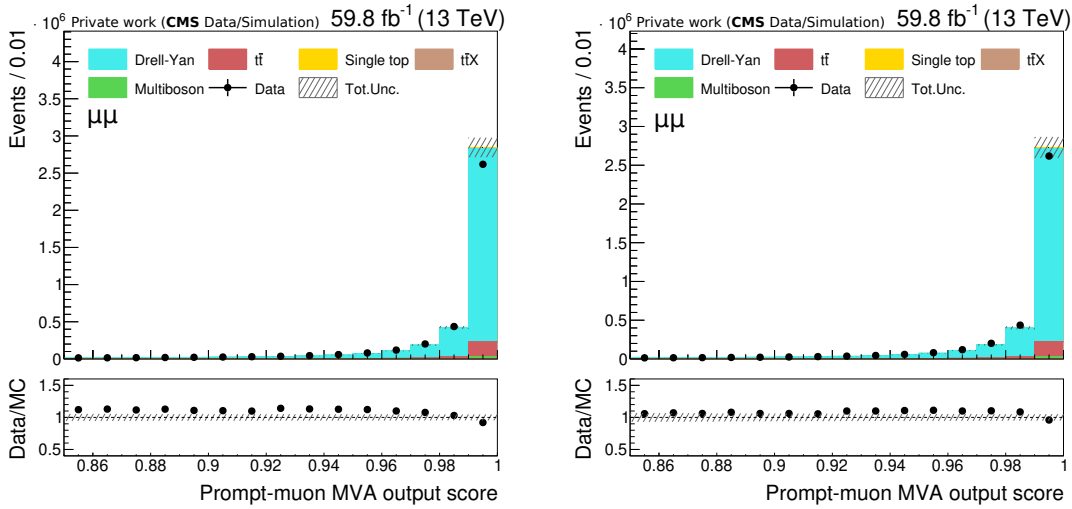 · 10⁶ Private work (CMS Data/Simulation) 59.8 fb⁻¹ (13 TeV)
Events / 0.01
Drell-Yan tt̄ Single top tt̄X
Multiboson Data Tot.Unc.
μμ
4
3.5
3
2.5
2
1.5
1
0.5
0
Data/MC
1.5
1
0.5
0.86 0.88 0.9 0.92 0.94 0.96 0.98 1
Prompt-muon MVA output score
· 10⁶ Private work (CMS Data/Simulation) 59.8 fb⁻¹ (13 TeV)
Events / 0.01
Drell-Yan tt̄ Single top tt̄X
Multiboson Data Tot.Unc.
μμ
4
3.5
3
2.5
2
1.5
1
0.5
0
Data/MC
1.5
1
0.5
0.86 0.88 0.9 0.92 0.94 0.96 0.98 1
Prompt-muon MVA output score